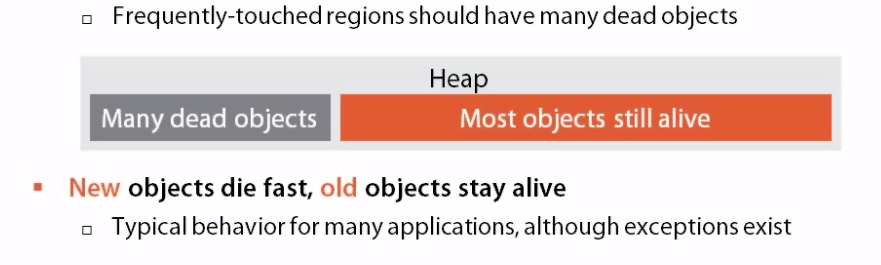 Frequently-touched regions should have many dead objects
Heap
Many dead objects
Most objects still alive
New objects die fast, old objects stay alive
Typical behavior for many applications, although exceptions exist